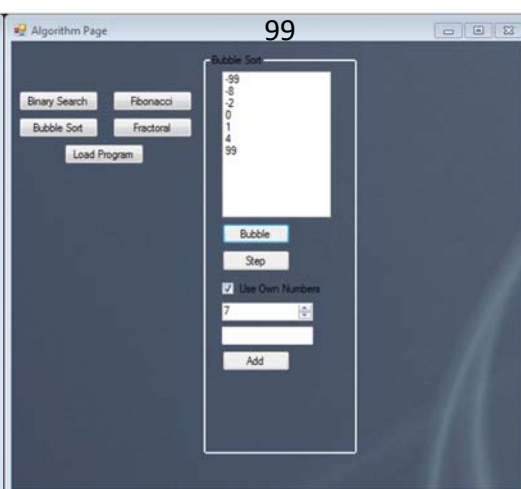 99
Algorithm Page
Bubble Sort
-99
-8
-2
0
1
4
99
Binary Search
Fibonacci
Bubble Sort
Fractoral
Load Program
Bubble
Step
Use Own Numbers
7
Add